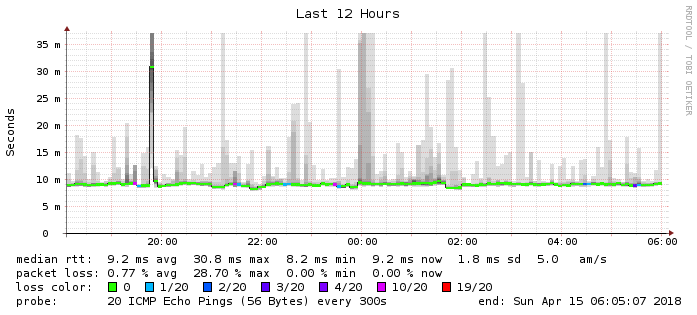 Last 12 Hours
RRDTOOL / TOBI OETIKER
Seconds
35 m
30 m
25 m
20 m
15 m
10 m
5 m
0
20:00 22:00 00:00 02:00 04:00 06:00
median rtt: 9.2 ms avg 30.8 ms max 8.2 ms min 9.2 ms now 1.8 ms sd 5.0 am/s
packet loss: 0.77 % avg 28.70 % max 0.00 % min 0.00 % now
loss color: 0 1/20 2/20 3/20 4/20 10/20 19/20
probe: 20 ICMP Echo Pings (56 Bytes) every 300s end: Sun Apr 15 06:05:07 2018